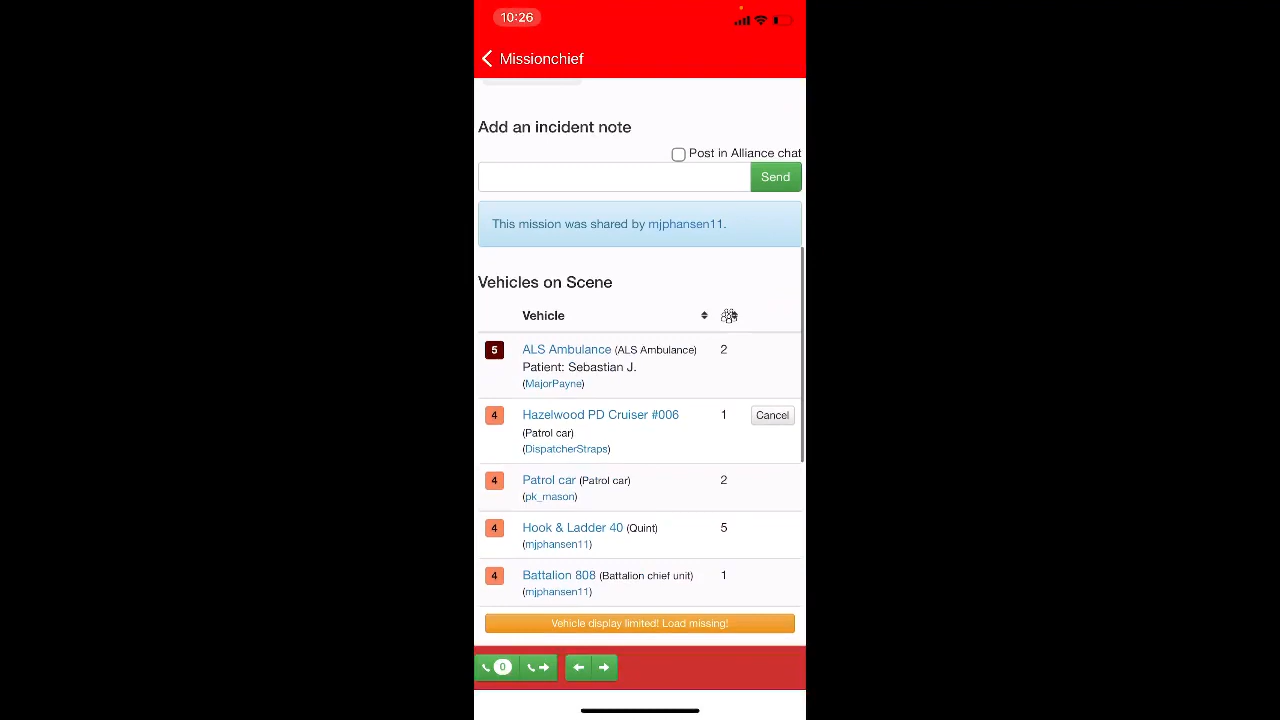 10:26
Missionchief
Add an incident note
Post in Alliance chat
Send
This mission was shared by mjphansen11.
Vehicles on Scene
Vehicle
5 ALS Ambulance (ALS Ambulance) 2
Patient: Sebastian J.
(MajorPayne)
4 Hazelwood PD Cruiser #006 1 Cancel
(Patrol car)
(DispatcherStraps)
4 Patrol car (Patrol car) 2
(pk_mason)
4 Hook & Ladder 40 (Quint) 5
(mjphansen11)
4 Battalion 808 (Battalion chief unit) 1
(mjphansen11)
Vehicle display limited! Load missing!
0